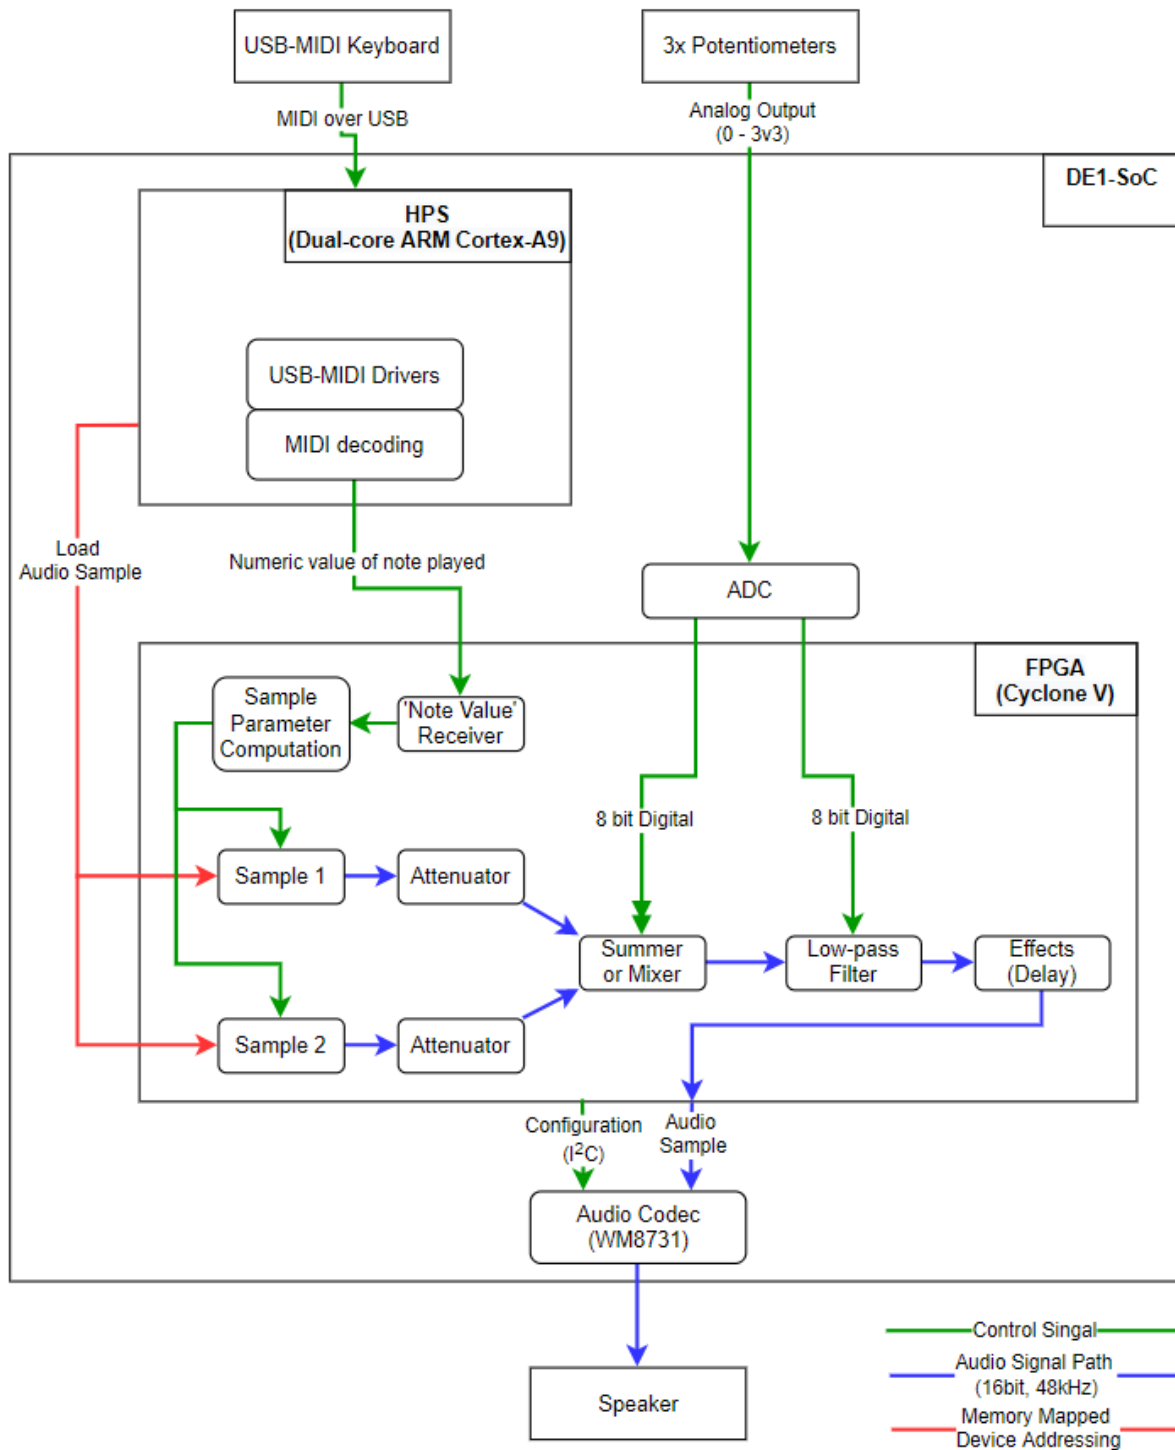 USB-MIDI Keyboard
3x Potentiometers
MIDI over USB
Analog Output
(0 - 3v3)
DE1-SoC
HPS
(Dual-core ARM Cortex-A9)
USB-MIDI Drivers
MIDI decoding
Load
Audio Sample
Numeric value of note played
ADC
FPGA
(Cyclone V)
Sample
Parameter
Computation
'Note Value'
Receiver
8 bit Digital
8 bit Digital
Sample 1
Attenuator
Summer
or Mixer
Low-pass
Filter
Effects
(Delay)
Sample 2
Attenuator
Configuration
(I²C)
Audio
Sample
Audio Codec
(WM8731)
Speaker
Control Singal
Audio Signal Path
(16bit, 48kHz)
Memory Mapped
Device Addressing